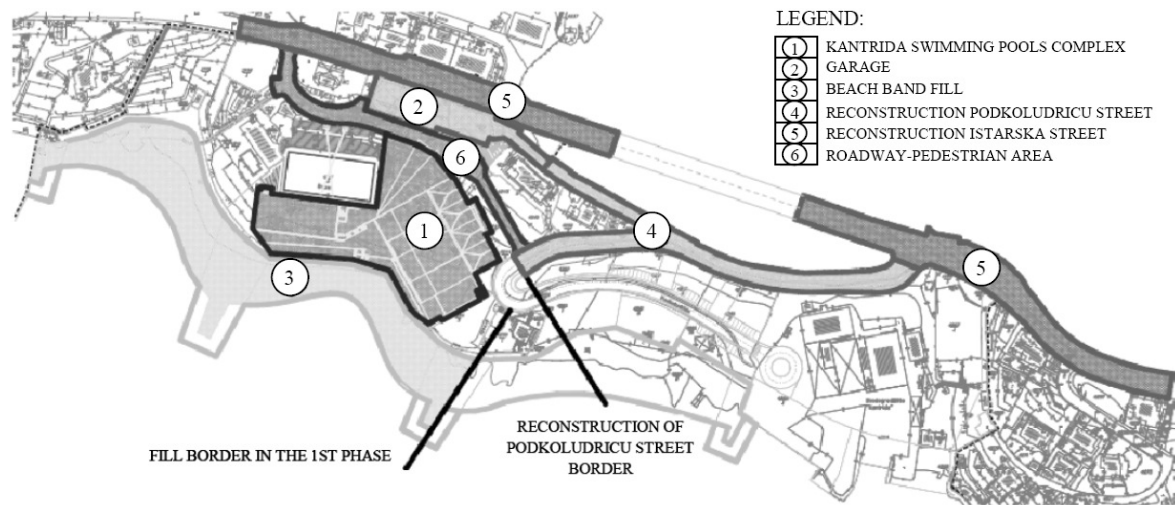 LEGEND:
1 KANTRIDA SWIMMING POOLS COMPLEX
2 GARAGE
3 BEACH BAND FILL
4 RECONSTRUCTION PODKOLUDRICU STREET
5 RECONSTRUCTION ISTARSKA STREET
6 ROADWAY-PEDESTRIAN AREA
5
2
6
1
4
3
5
FILL BORDER IN THE 1ST PHASE
RECONSTRUCTION OF
PODKOLUDRICU STREET
BORDER